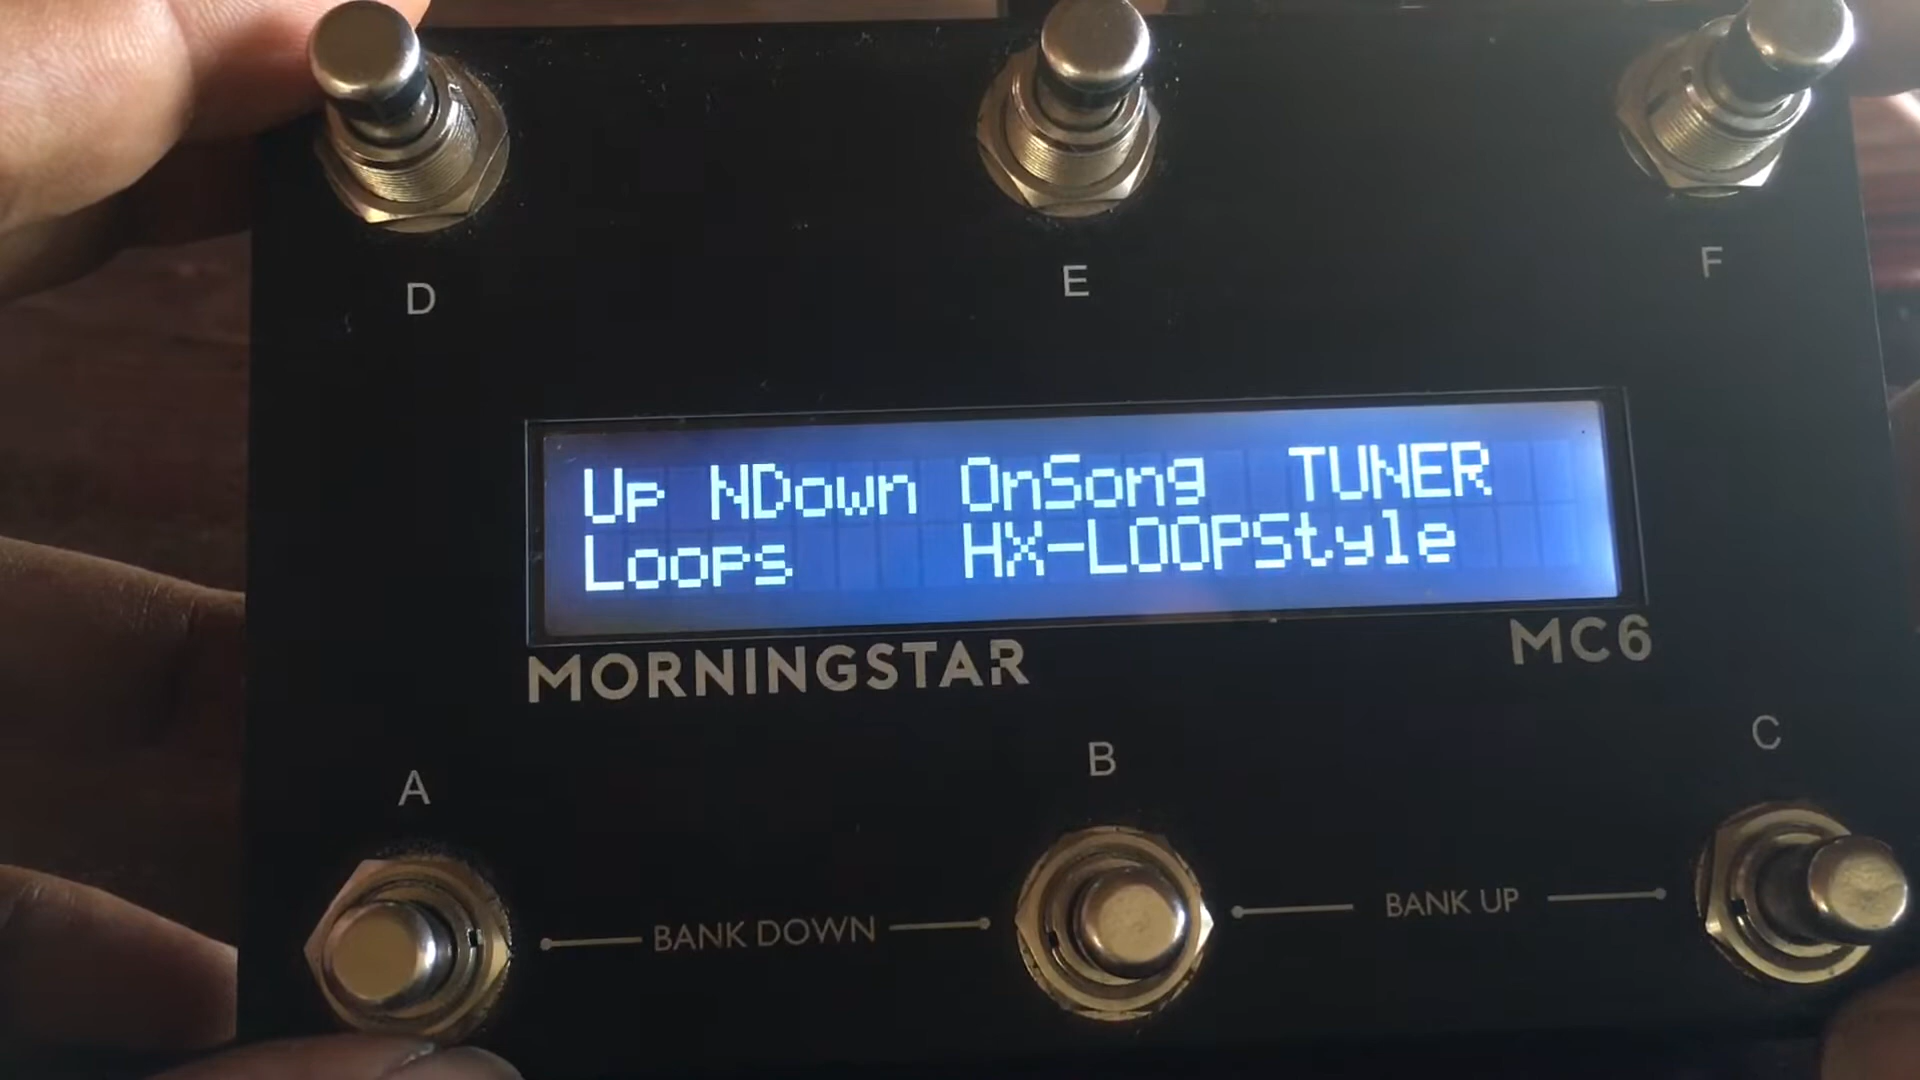 D E F
Up NDown OnSong TUNER
Loops HX-LOOPStyle
MORNINGSTAR MC6
A B C
BANK DOWN BANK UP